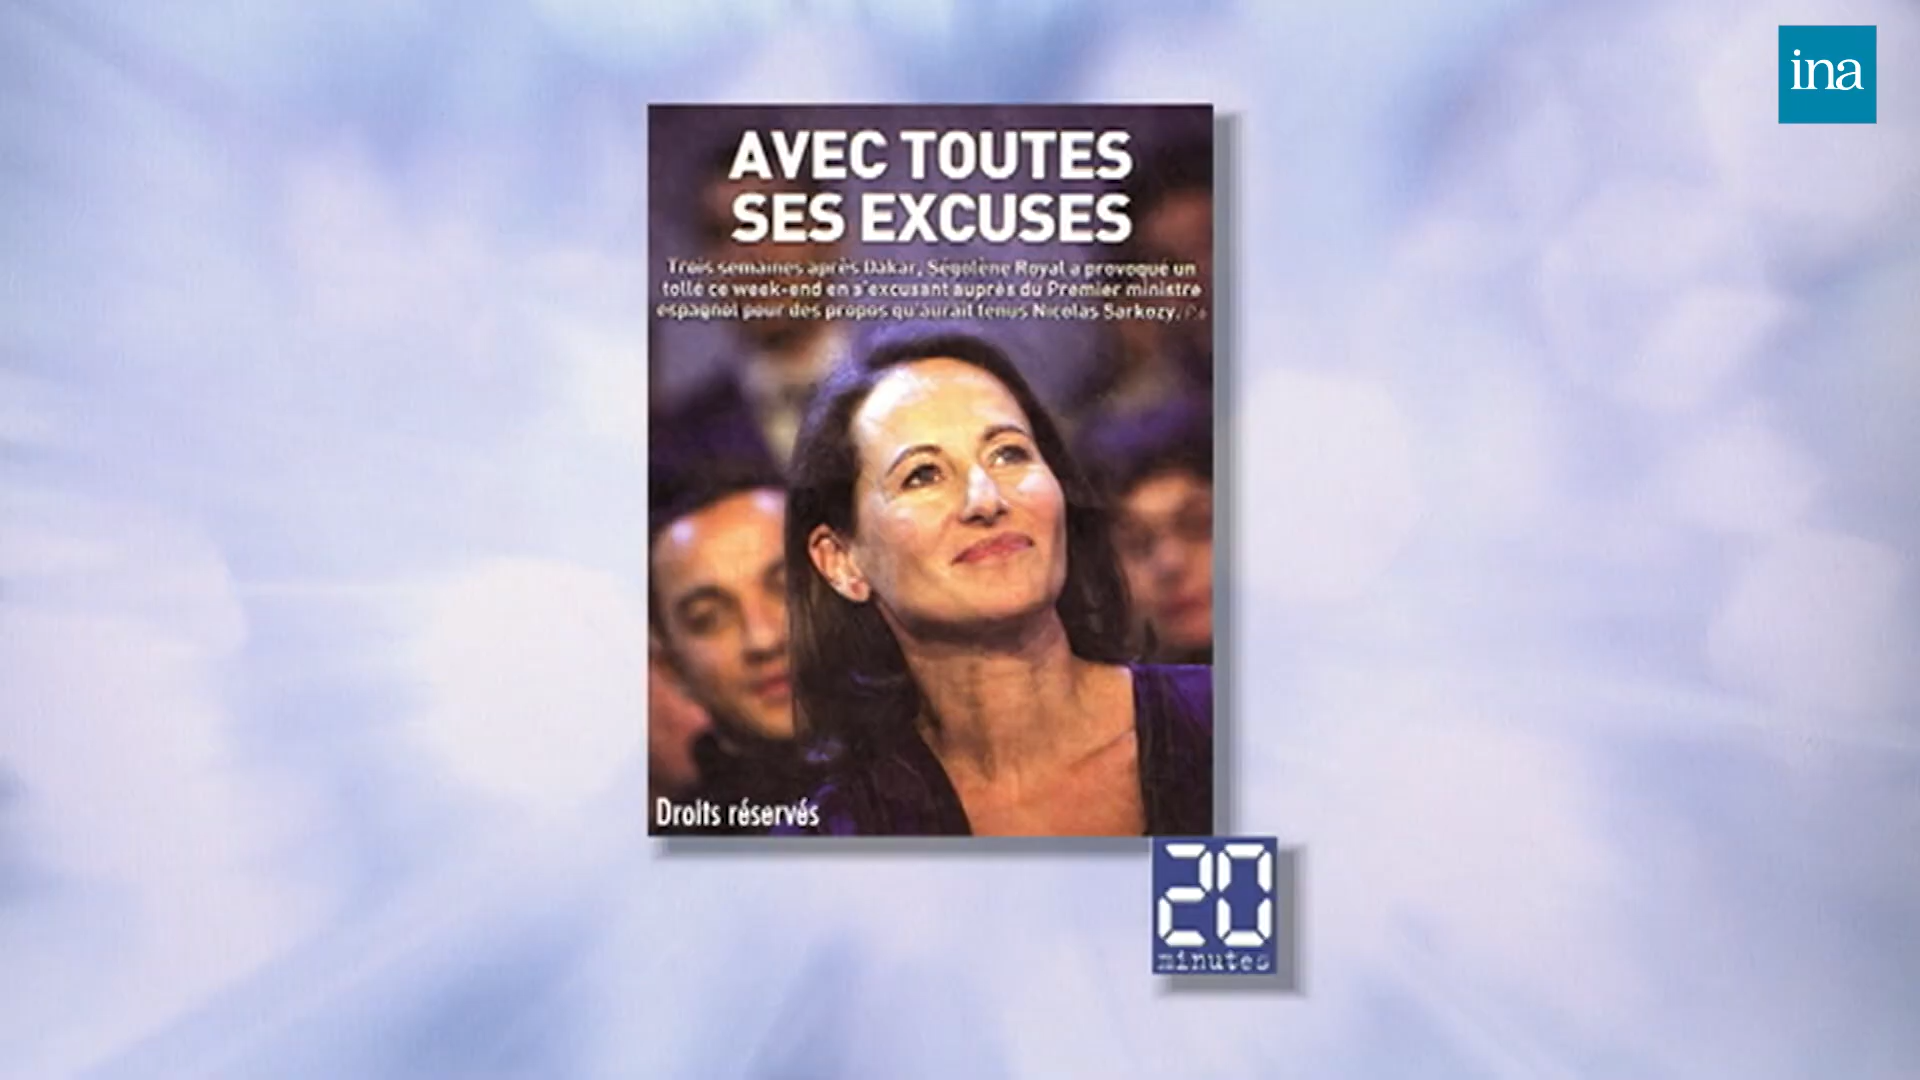 ina
AVEC TOUTES
SES EXCUSES
Trois semaines après Dakar, Ségolène Royal a provoqué un
tollé ce week-end en s'excusant auprès du Premier ministre
espagnol pour des propos qu'aurait tenus Nicolas Sarkozy.
Droits réservés
20
minutes